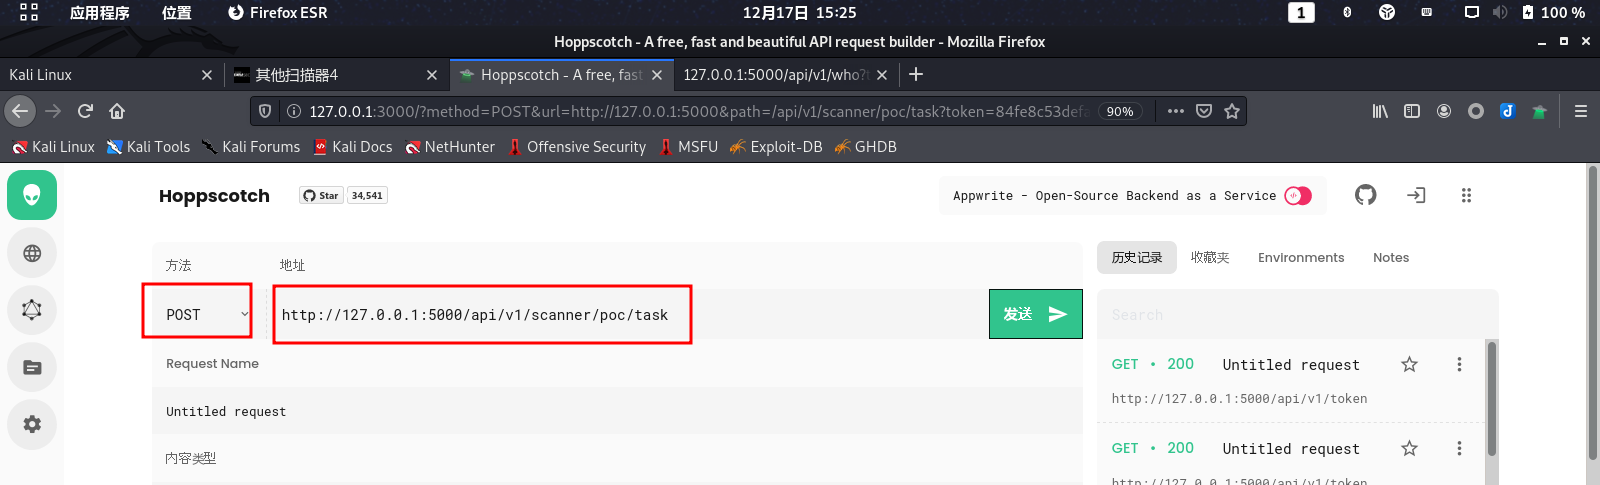 应用程序 位置 Firefox ESR 12月17日 15:25 1 100 %
Hoppscotch - A free, fast and beautiful API request builder - Mozilla Firefox
Kali Linux 其他扫描器4 Hoppscotch - A free, fast 127.0.0.1:5000/api/v1/who?t
127.0.0.1:3000/?method=POST&url=http://127.0.0.1:5000&path=/api/v1/scanner/poc/task?token=84fe8c53defa 90%
Kali Linux Kali Tools Kali Forums Kali Docs NetHunter Offensive Security MSFU Exploit-DB GHDB
Hoppscotch Star 34,541 Appwrite - Open-Source Backend as a Service
方法 地址 历史记录 收藏夹 Environments Notes
POST http://127.0.0.1:5000/api/v1/scanner/poc/task 发送 Search
Request Name GET • 200 Untitled request
http://127.0.0.1:5000/api/v1/token
Untitled request
内容类型 GET • 200 Untitled request
http://127.0.0.1:5000/api/v1/token